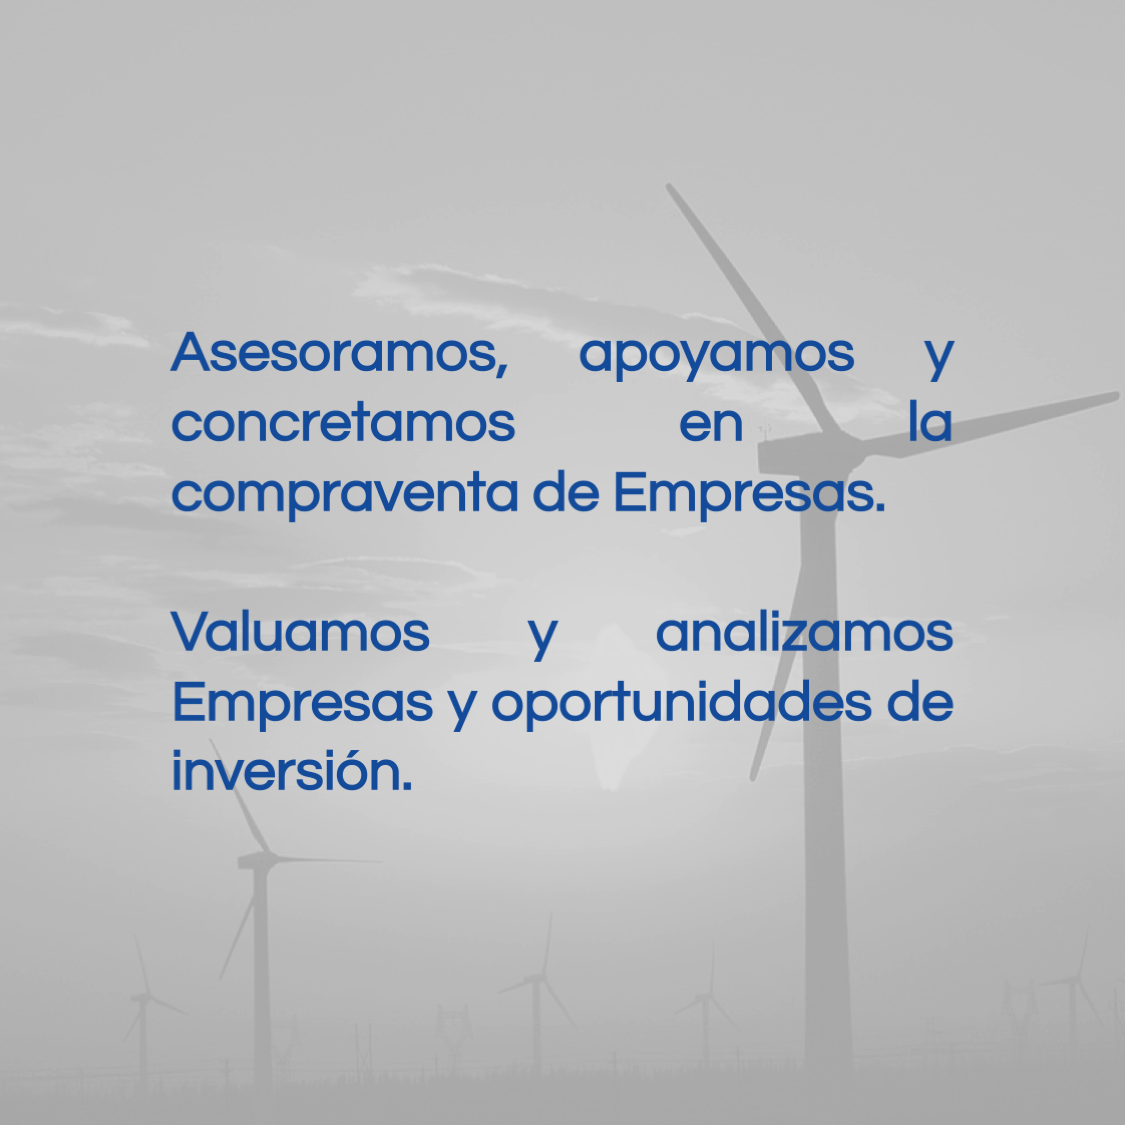 Asesoramos, apoyamos y
concretamos en la
compraventa de Empresas.
Valuamos y analizamos
Empresas y oportunidades de
inversión.